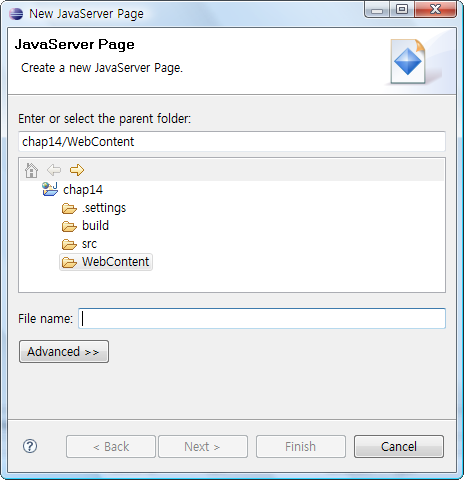 New JavaServer Page
JavaServer Page
Create a new JavaServer Page.
Enter or select the parent folder:
chap14/WebContent
chap14
.settings
build
src
WebContent
File name:
Advanced >>
< Back
Next >
Finish
Cancel